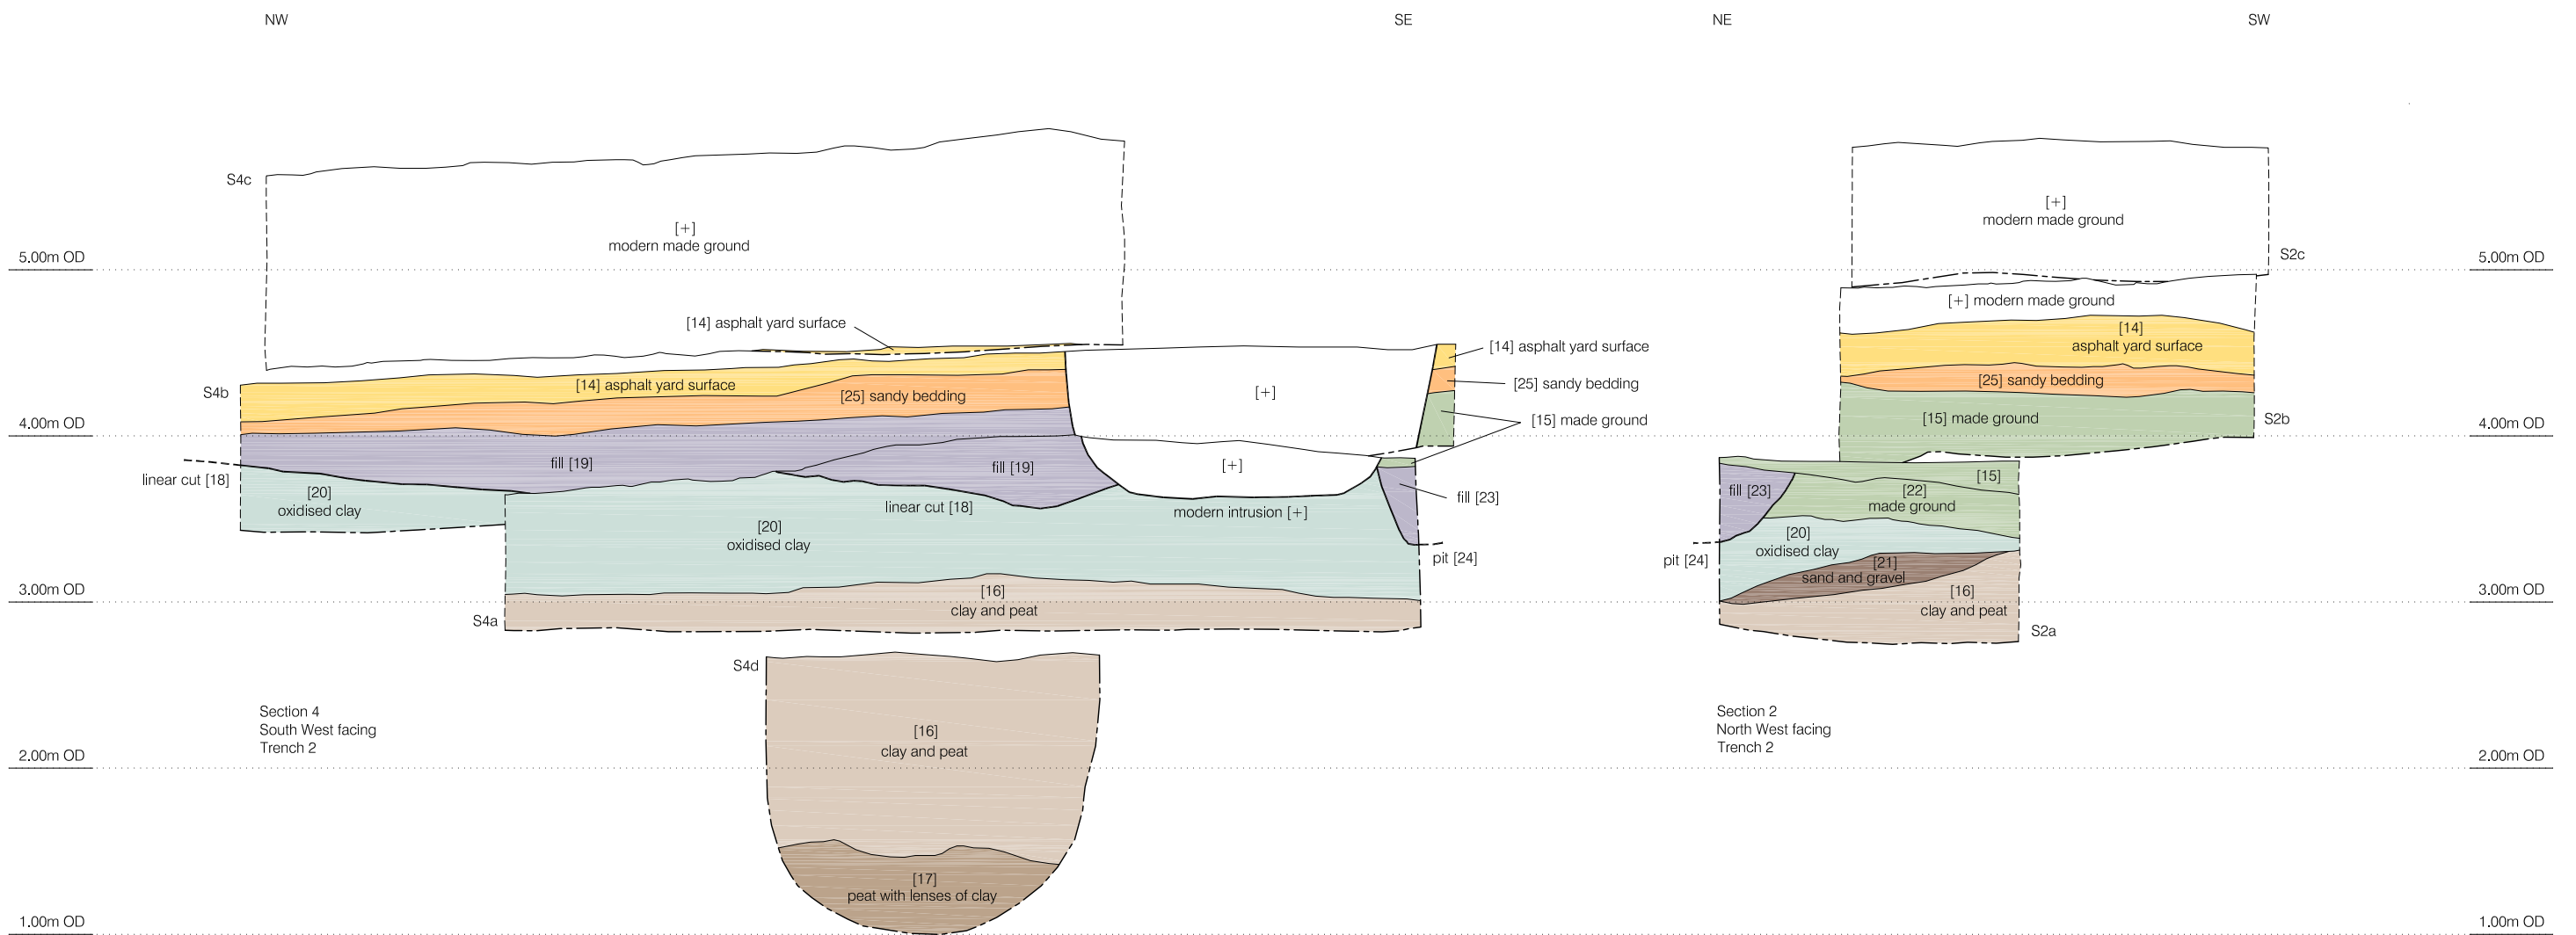 NW
SE
NE
SW
S4c
[+]
modern made ground
[+]
modern made ground
5.00m OD
S2c
5.00m OD
[14] asphalt yard surface
[+] modern made ground
[14]
asphalt yard surface
[14] asphalt yard surface
S4b
[14] asphalt yard surface
[25] sandy bedding
[+]
[25] sandy bedding
[25] sandy bedding
[15] made ground
[15] made ground
S2b
4.00m OD
4.00m OD
linear cut [18]
fill [19]
fill [19]
[+]
fill [23]
fill [23]
[15]
[22]
made ground
[20]
oxidised clay
linear cut [18]
modern intrusion [+]
[20]
oxidised clay
pit [24]
pit [24]
[20]
oxidised clay
[21]
sand and gravel
3.00m OD
[16]
clay and peat
[16]
clay and peat
3.00m OD
S4a
S2a
S4d
Section 4
South West facing
Trench 2
[16]
clay and peat
Section 2
North West facing
Trench 2
2.00m OD
2.00m OD
[17]
peat with lenses of clay
1.00m OD
1.00m OD